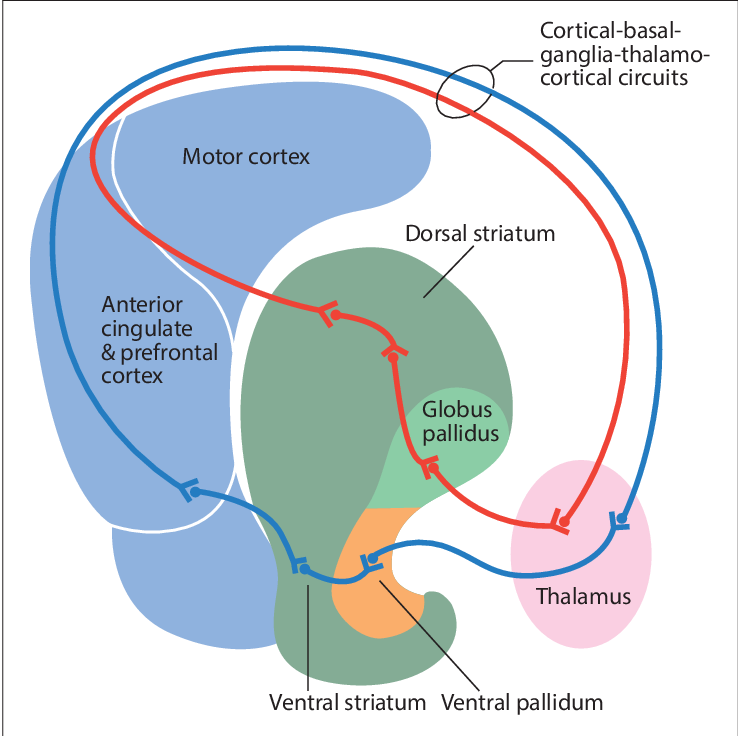 Cortical-basal-
ganglia-thalamo-
cortical circuits
Motor cortex
Dorsal striatum
Anterior
cingulate
& prefrontal
cortex
Globus
pallidus
Thalamus
Ventral striatum
Ventral pallidum